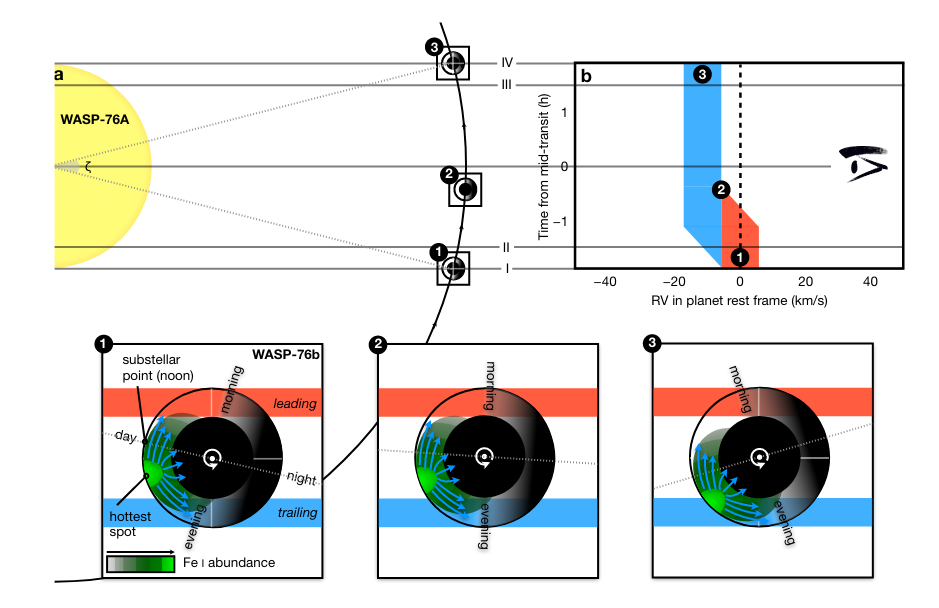 a
WASP-76A
ζ
3
2
1
IV
III
II
I
b
Time from mid-transit (h)
1
0
−1
3
2
1
−40
−20
0
20
40
RV in planet rest frame (km/s)
1
WASP-76b
substellar
point (noon)
morning
leading
day
night
trailing
evening
hottest
spot
Fe I abundance
2
morning
evening
3
morning
evening